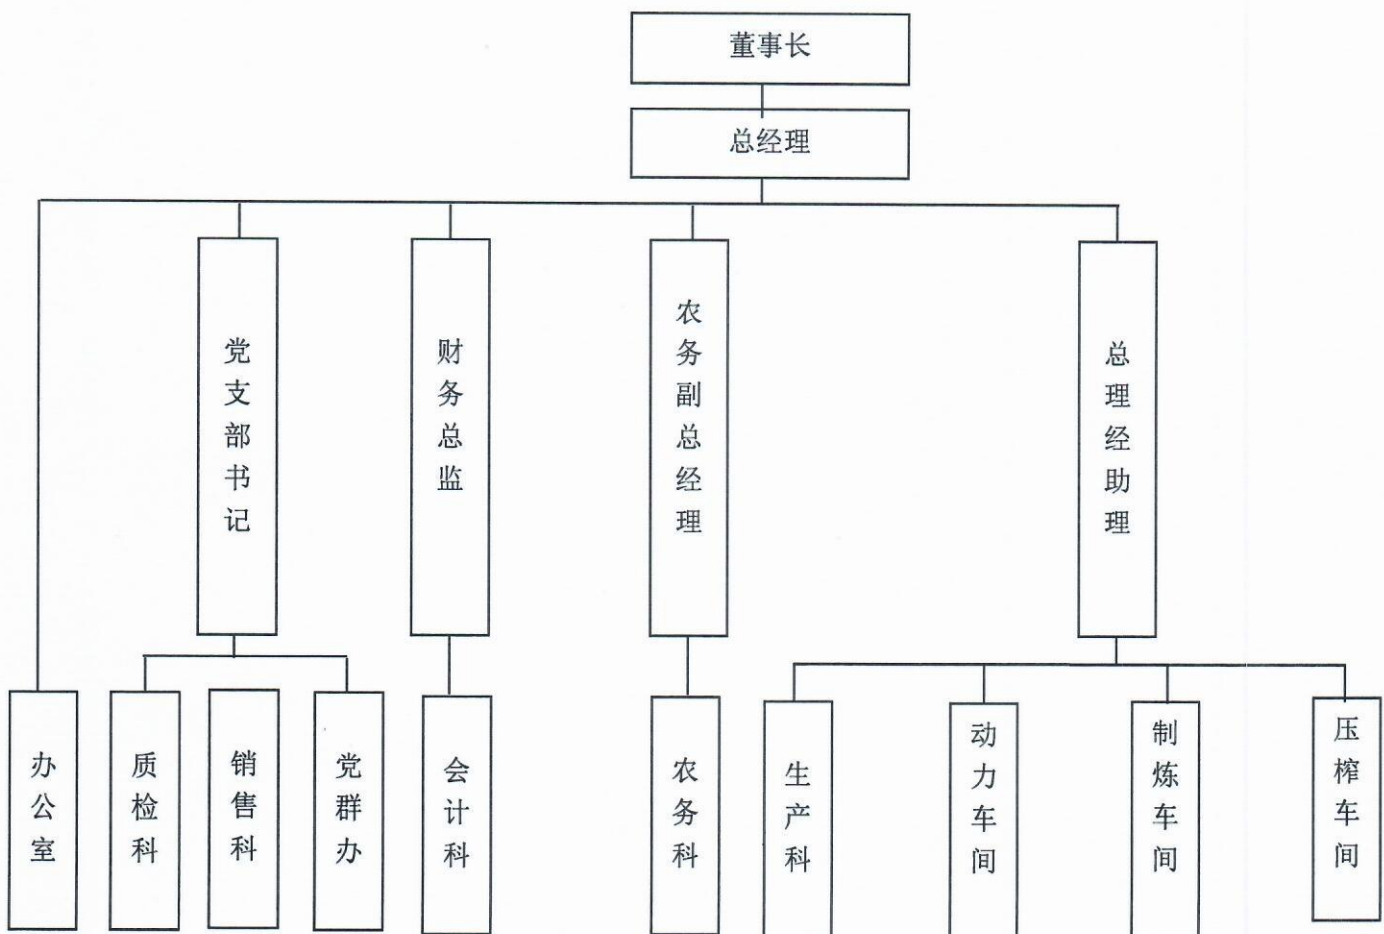 董事长
总经理
党支部书记
财务总监
农务副总经理
总理经助理
办公室
质检科
销售科
党群办
会计科
农务科
生产科
动力车间
制炼车间
压榨车间